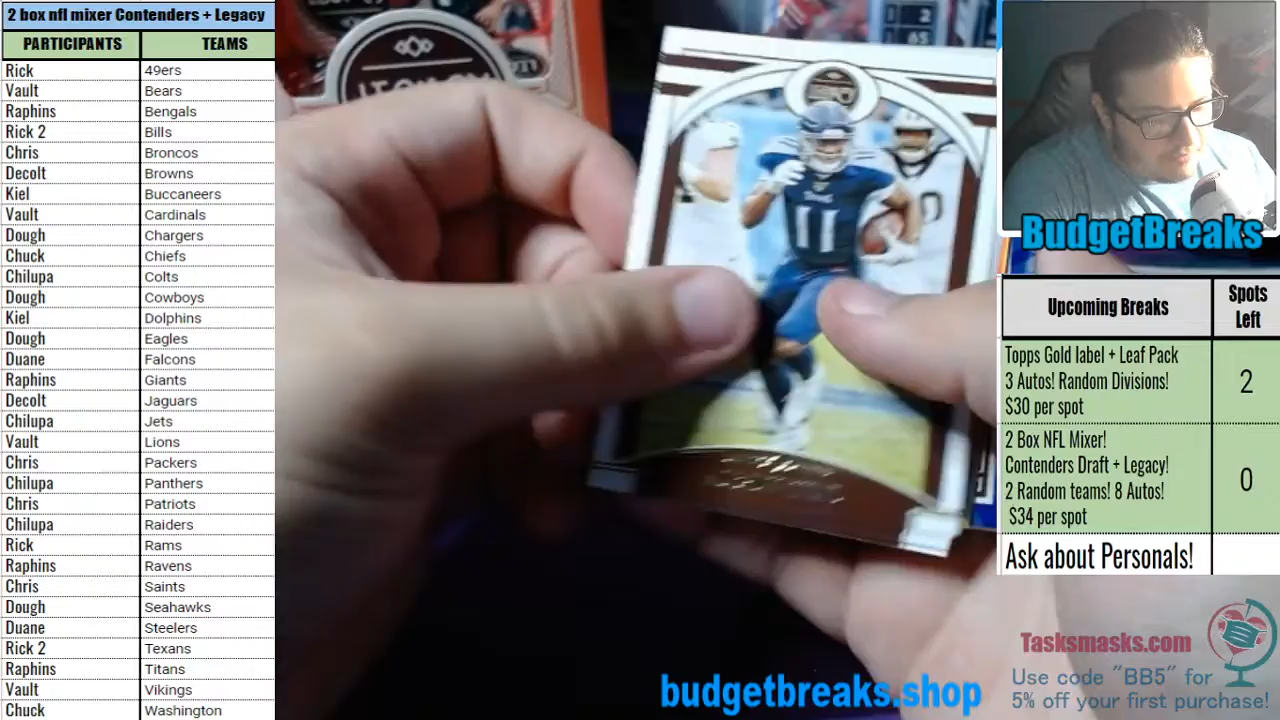 2 box nfl mixer Contenders + Legacy
PARTICIPANTS TEAMS
Rick 49ers
Vault Bears
Raphins Bengals
Rick 2 Bills
Chris Broncos
Decolt Browns
Kiel Buccaneers
Vault Cardinals
Dough Chargers
Chuck Chiefs
Chilupa Colts
Dough Cowboys
Kiel Dolphins
Dough Eagles
Duane Falcons
Raphins Giants
Decolt Jaguars
Chilupa Jets
Vault Lions
Chris Packers
Chilupa Panthers
Chris Patriots
Chilupa Raiders
Rick Rams
Raphins Ravens
Chris Saints
Dough Seahawks
Duane Steelers
Rick 2 Texans
Raphins Titans
Vault Vikings
Chuck Washington
11
2
65
BudgetBreaks
Upcoming Breaks
Spots
Left
Topps Gold label + Leaf Pack
3 Autos! Random Divisions!
$30 per spot
2
2 Box NFL Mixer!
Contenders Draft + Legacy!
2 Random teams! 8 Autos!
$34 per spot
0
Ask about Personals!
Tasksmasks.com
Use code "BB5" for
5% off your first purchase!
budgetbreaks.shop